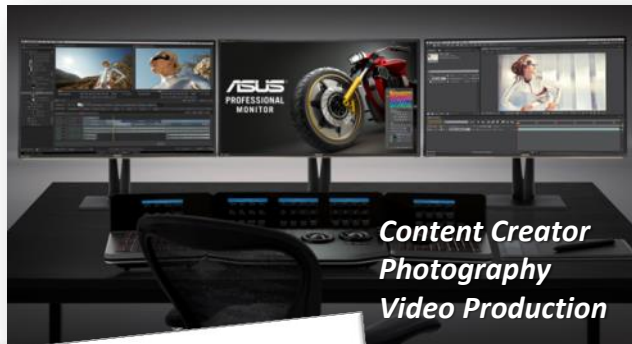 ASUS
PROFESSIONAL
MONITOR
Content Creator
Photography
Video Production